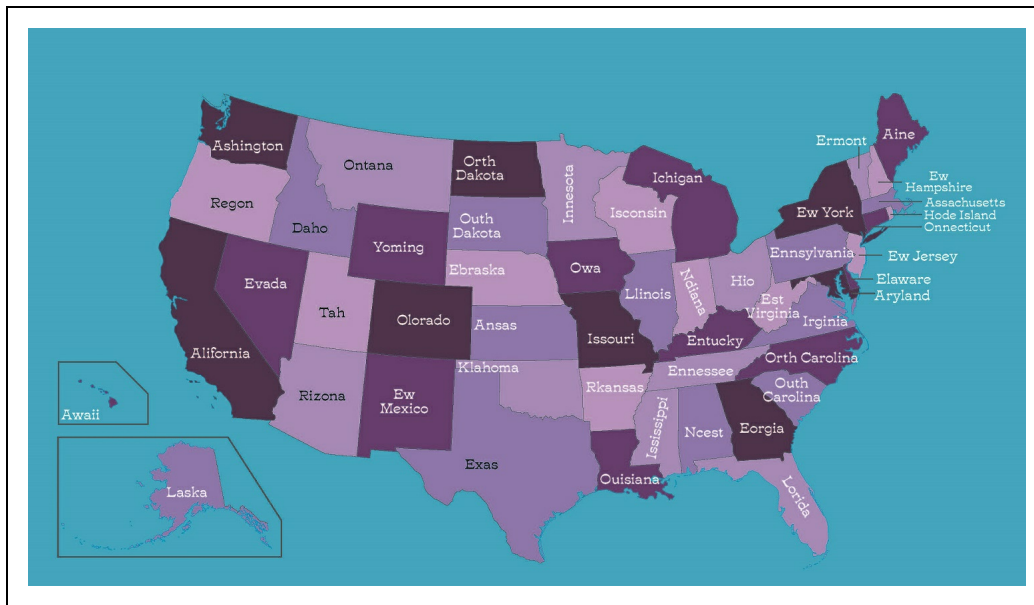 Ashington
Ontana
Orth
Dakota
Innesota
Ichigan
Ermont
Aine
Regon
Daho
Yoming
Outh
Dakota
Isconsin
Ew York
Ew
Hampshire
Assachusetts
Hode Island
Onnecticut
Evada
Tah
Olorado
Ebraska
Owa
Llinois
Ndiana
Hio
Ennsylvania
Ew Jersey
Elaware
Aryland
Est
Virginia
Irginia
Alifornia
Ansas
Issouri
Entucky
Orth Carolina
Rizona
Ew
Mexico
Klahoma
Rkansas
Ennessee
Outh
Carolina
Exas
Ouisiana
Ississippi
Ncest
Eorgia
Lorida
Awaii
Laska